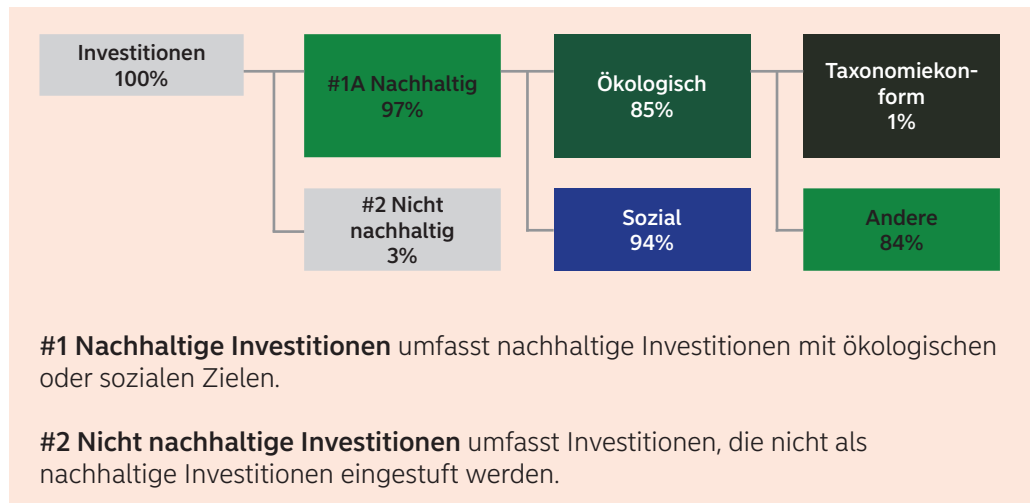 Investitionen
100%
#1A Nachhaltig
97%
Ökologisch
85%
Taxonomiekon-
form
1%
#2 Nicht
nachhaltig
3%
Sozial
94%
Andere
84%
#1 Nachhaltige Investitionen umfasst nachhaltige Investitionen mit ökologischen
oder sozialen Zielen.
#2 Nicht nachhaltige Investitionen umfasst Investitionen, die nicht als
nachhaltige Investitionen eingestuft werden.